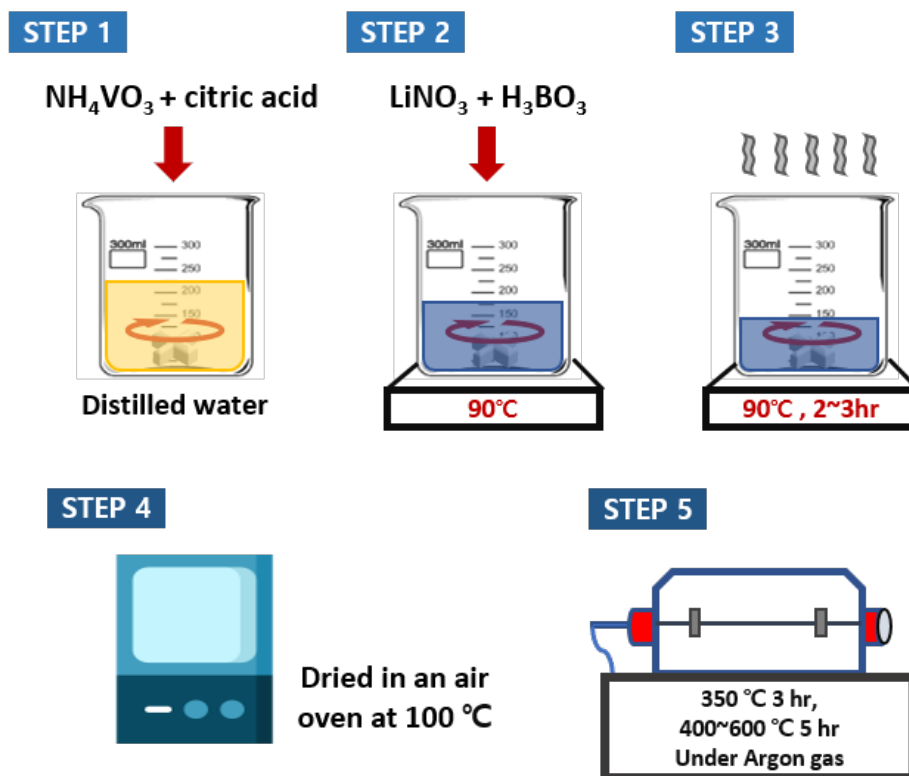 STEP 1
NH₄VO₃ + citric acid
300ml
300
250
200
150
Distilled water
STEP 2
LiNO₃ + H₃BO₃
300ml
300
250
200
150
90℃
STEP 3
300ml
300
250
200
150
90℃ , 2~3hr
STEP 4
Dried in an air
oven at 100 ℃
STEP 5
350 ℃ 3 hr,
400~600 ℃ 5 hr
Under Argon gas